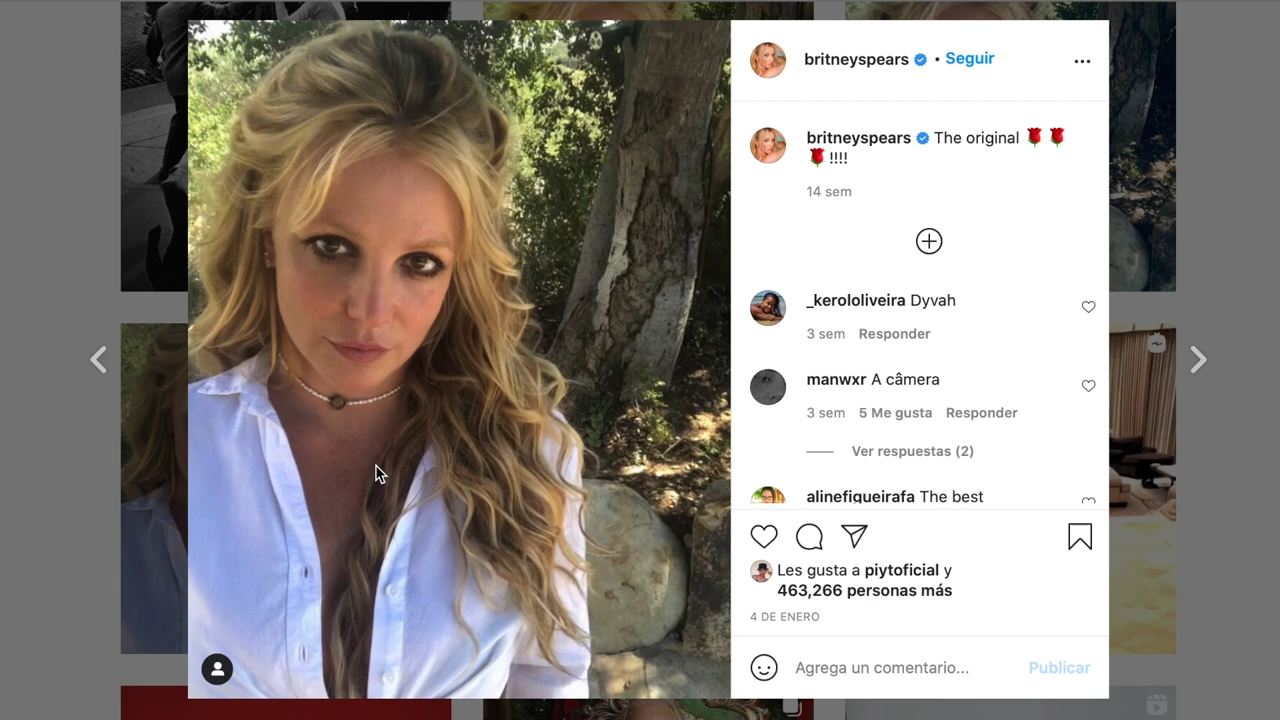 britneyspears • Seguir
britneyspears The original 🌹 🌹
🌹 !!!!
14 sem
_kerololiveira Dyvah
3 sem Responder
manwxr A câmera
3 sem 5 Me gusta Responder
Ver respuestas (2)
alinefigueirafa The best
Les gusta a piytoficial y
463,266 personas más
4 DE ENERO
Agrega un comentario... Publicar